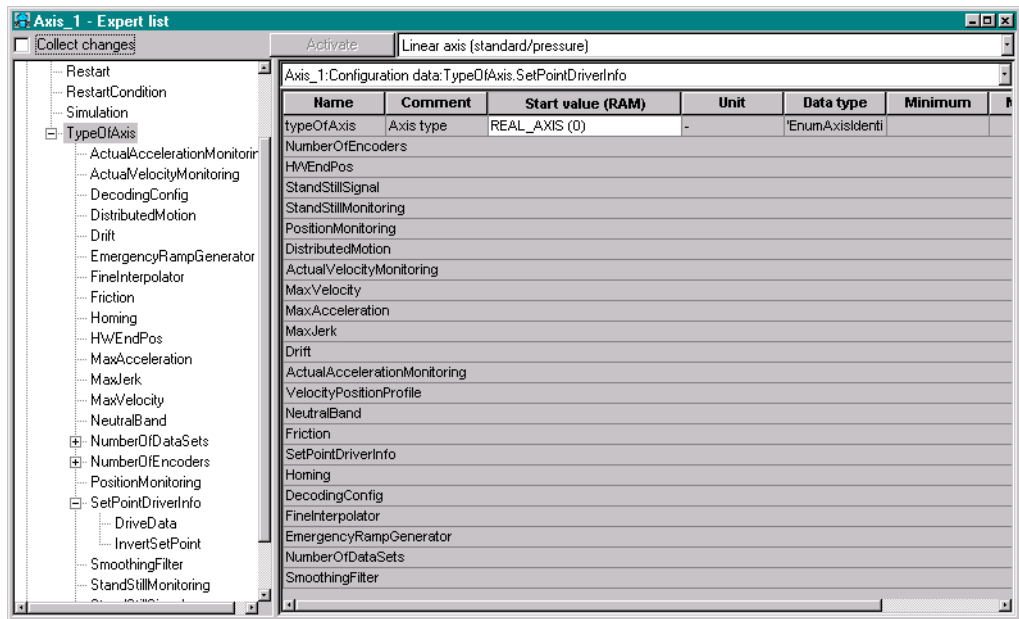 Axis_1 - Expert list
Collect changes
Activate
Linear axis (standard/pressure)
Restart
RestartCondition
Simulation
TypeOfAxis
ActualAccelerationMonitorin
ActualVelocityMonitoring
DecodingConfig
DistributedMotion
Drift
EmergencyRampGenerator
FineInterpolator
Friction
Homing
HWEndPos
MaxAcceleration
MaxJerk
MaxVelocity
NeutralBand
NumberOfDataSets
NumberOfEncoders
PositionMonitoring
SetPointDriverInfo
DriveData
InvertSetPoint
SmoothingFilter
StandStillMonitoring
Axis_1:Configuration data:TypeOfAxis.SetPointDriverInfo
Name Comment Start value (RAM) Unit Data type Minimum
typeOfAxis Axis type REAL_AXIS (0) - 'EnumAxisIdenti
NumberOfEncoders
HWEndPos
StandStillSignal
StandStillMonitoring
PositionMonitoring
DistributedMotion
ActualVelocityMonitoring
MaxVelocity
MaxAcceleration
MaxJerk
Drift
ActualAccelerationMonitoring
VelocityPositionProfile
NeutralBand
Friction
SetPointDriverInfo
Homing
DecodingConfig
FineInterpolator
EmergencyRampGenerator
NumberOfDataSets
SmoothingFilter